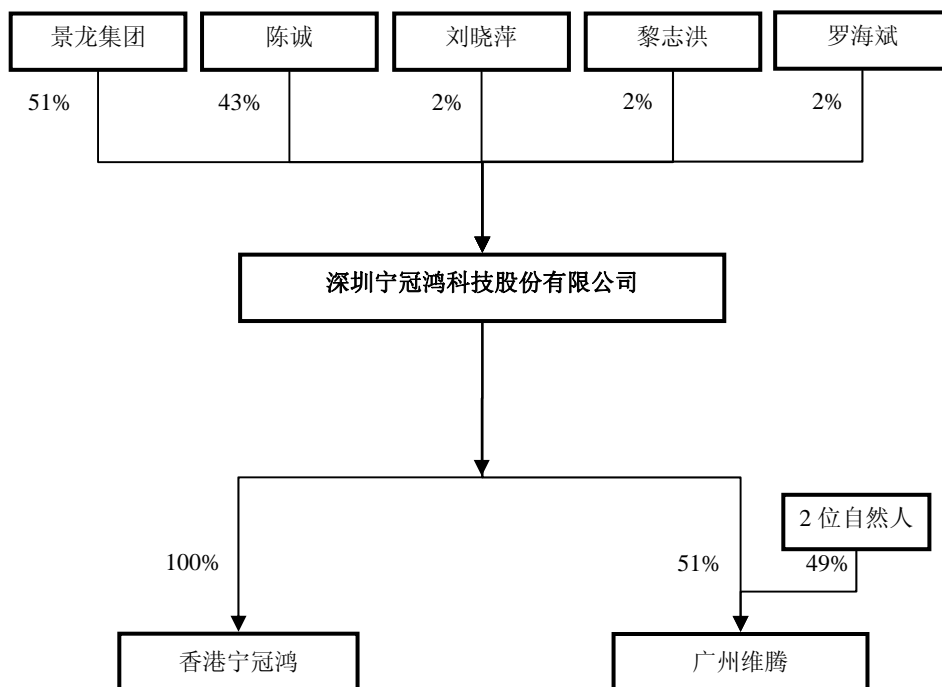 景龙集团
陈诚
刘晓萍
黎志洪
罗海斌
51%
43%
2%
2%
2%
深圳宁冠鸿科技股份有限公司
2 位自然人
100%
51%
49%
香港宁冠鸿
广州维腾